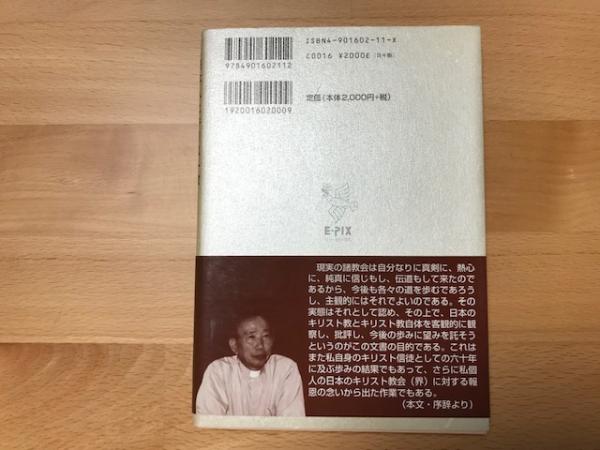 ISBN4-901602-11-X
C0016 ¥2000E
9784901602112
定価(本体2,000円+税)
1920016020009
E-PIX
現実の諸教会は自分なりに真剣に、熱心
に、純真に信じもし、伝道もして来たので
あるから、今後も各々の道を歩むであろう
し、主観的にはそれでよいのである。その
実態はそれとして認め、その上で、日本の
キリスト教とキリスト教自体を客観的に観
察し、批評し、今後の歩みに望みを託そう
というのがこの文書の目的である。これは
また私自身のキリスト信徒としての六十年
に及ぶ歩みの結果でもあって、さらに私個
人の日本のキリスト教会(界)に対する報
恩の念いから出た作業でもある。
(本文・序辞より)